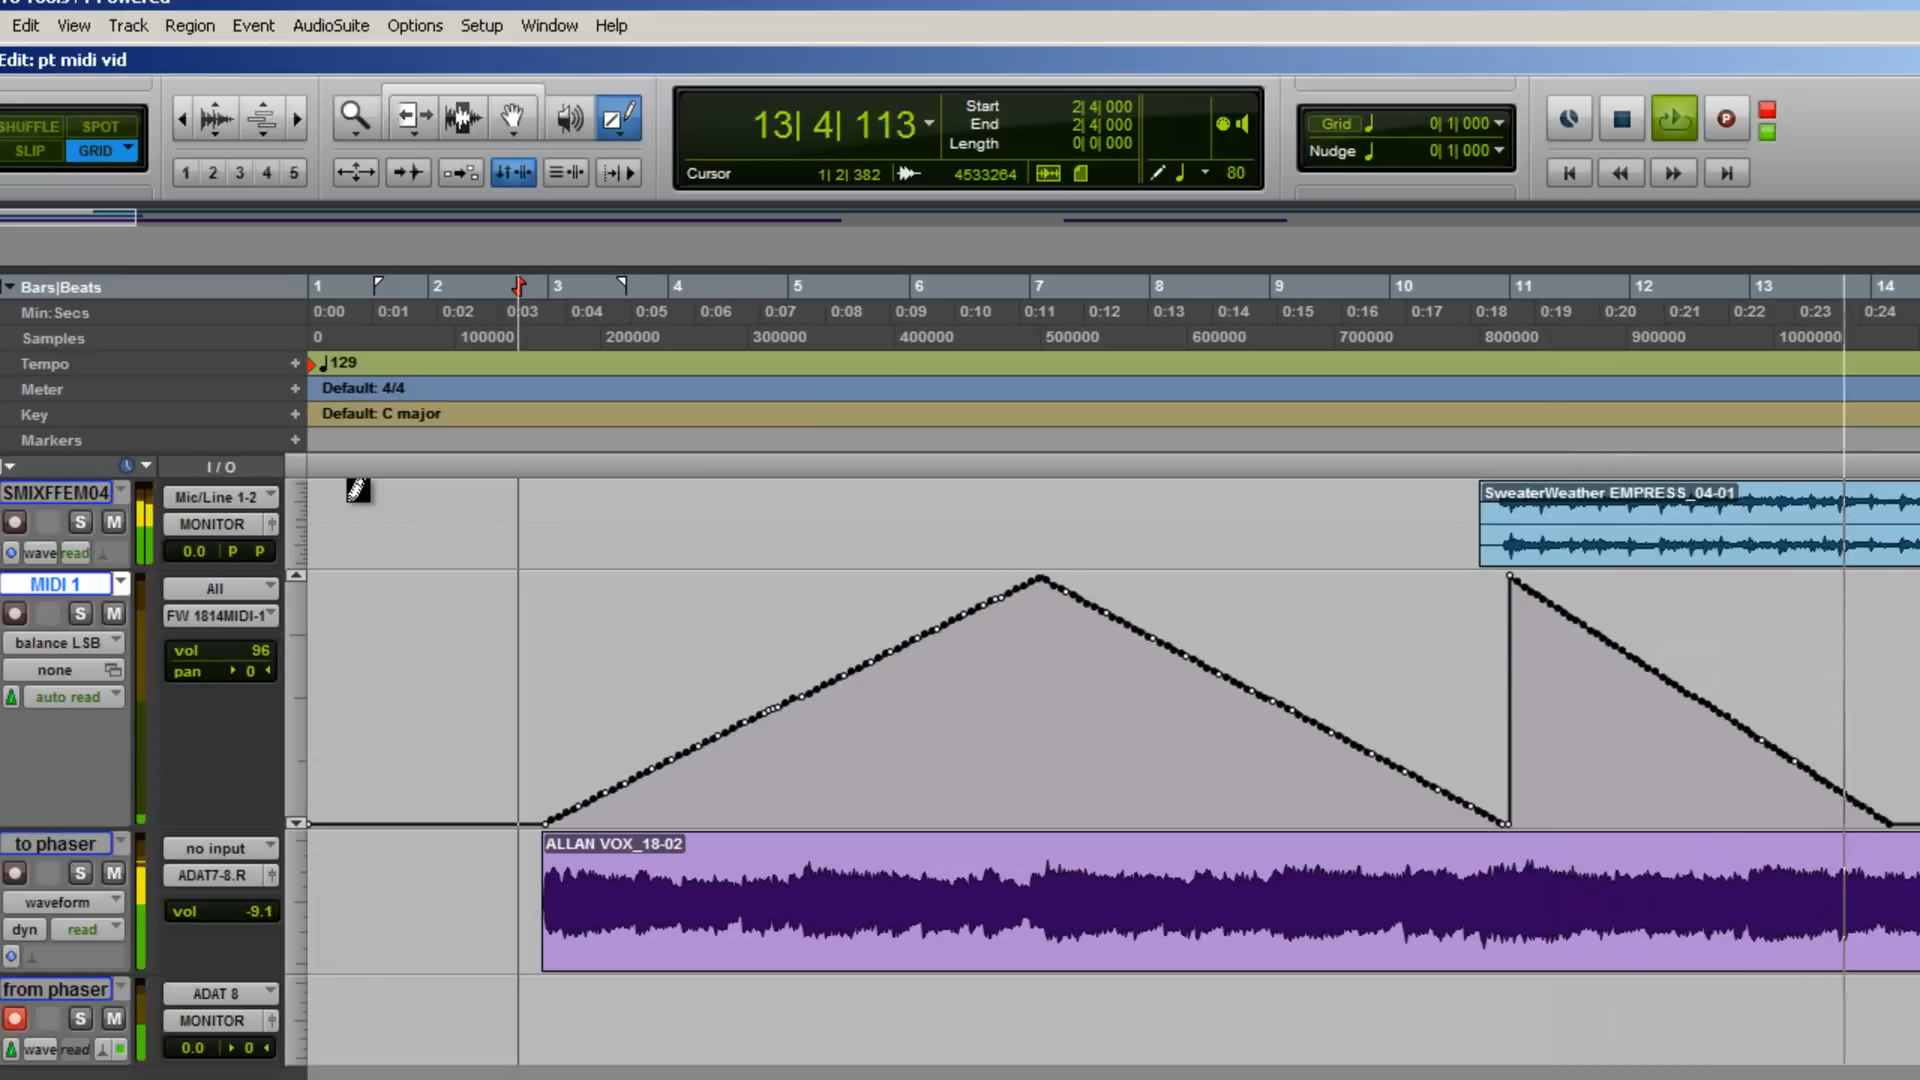 Edit View Track Region Event AudioSuite Options Setup Window Help
Edit: pt midi vid
SHUFFLE SPOT
SLIP GRID
1 2 3 4 5
13| 4| 113
Start 2| 4| 000
End 2| 4| 000
Length 0| 0| 000
Cursor 1| 2| 382 4533264 80
Grid 0| 1| 000
Nudge 0| 1| 000
Bars|Beats 1 2 3 4 5 6 7 8 9 10 11 12 13 14
Min:Secs 0:00 0:01 0:02 0:03 0:04 0:05 0:06 0:07 0:08 0:09 0:10 0:11 0:12 0:13 0:14 0:15 0:16 0:17 0:18 0:19 0:20 0:21 0:22 0:23 0:24
Samples 0 100000 200000 300000 400000 500000 600000 700000 800000 900000 1000000
Tempo + 129
Meter + Default: 4/4
Key + Default: C major
Markers +
I / O
SMIXFFEM04 Mic/Line 1-2
S M MONITOR
0.0 P P
wave read
SweaterWeather EMPRESS_04-01
MIDI 1 All
S M FW 1814MIDI-1
balance LSB
vol 96
none
pan 0
auto read
to phaser no input
S M ADAT7-8.R
waveform
vol -9.1
dyn read
ALLAN VOX_18-02
from phaser ADAT 8
S M MONITOR
wave read 0.0 0